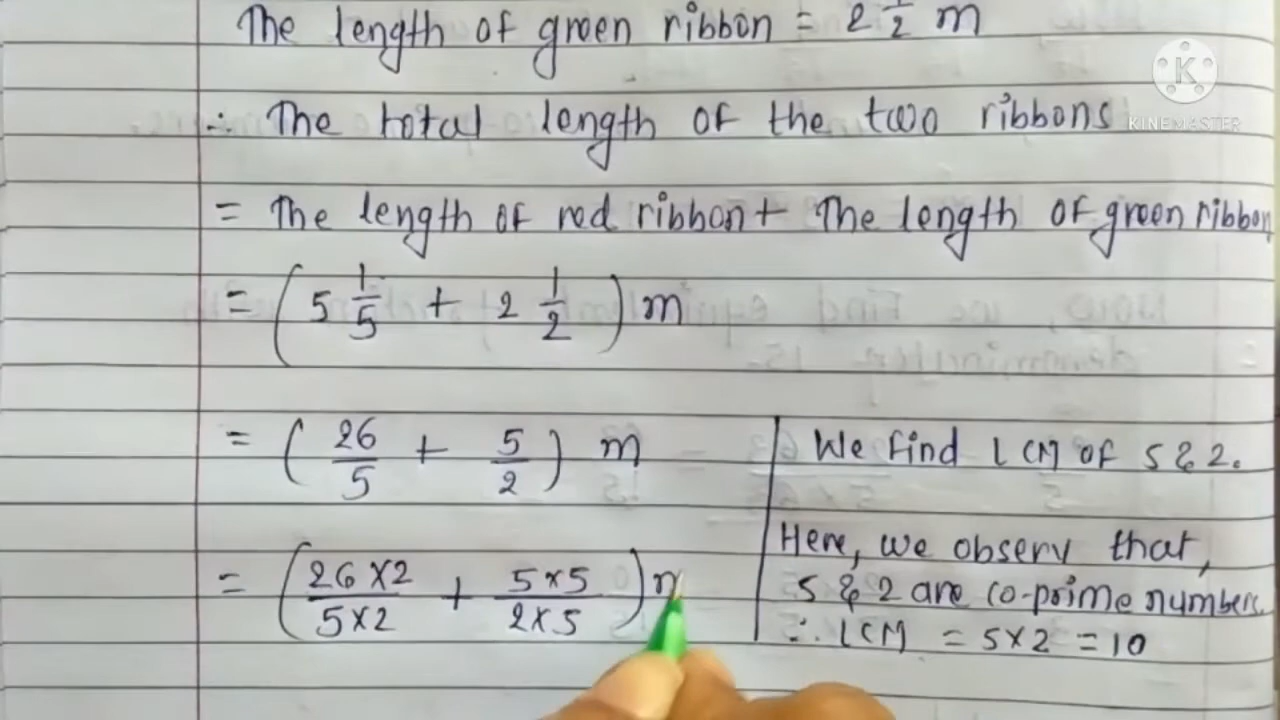 The length of green ribbon = 2 1/2 m
K
KINEMASTER
∴ The total length of the two ribbons
= The length of red ribbon + The length of green ribbon
= ( 5 1/5 + 2 1/2 ) m
= ( 26/5 + 5/2 ) m
= ( 26×2/5×2 + 5×5/2×5 ) m
We find LCM of 5 & 2.
Here, we observy that,
5 & 2 are co-prime numbers
∴ LCM = 5×2 = 10